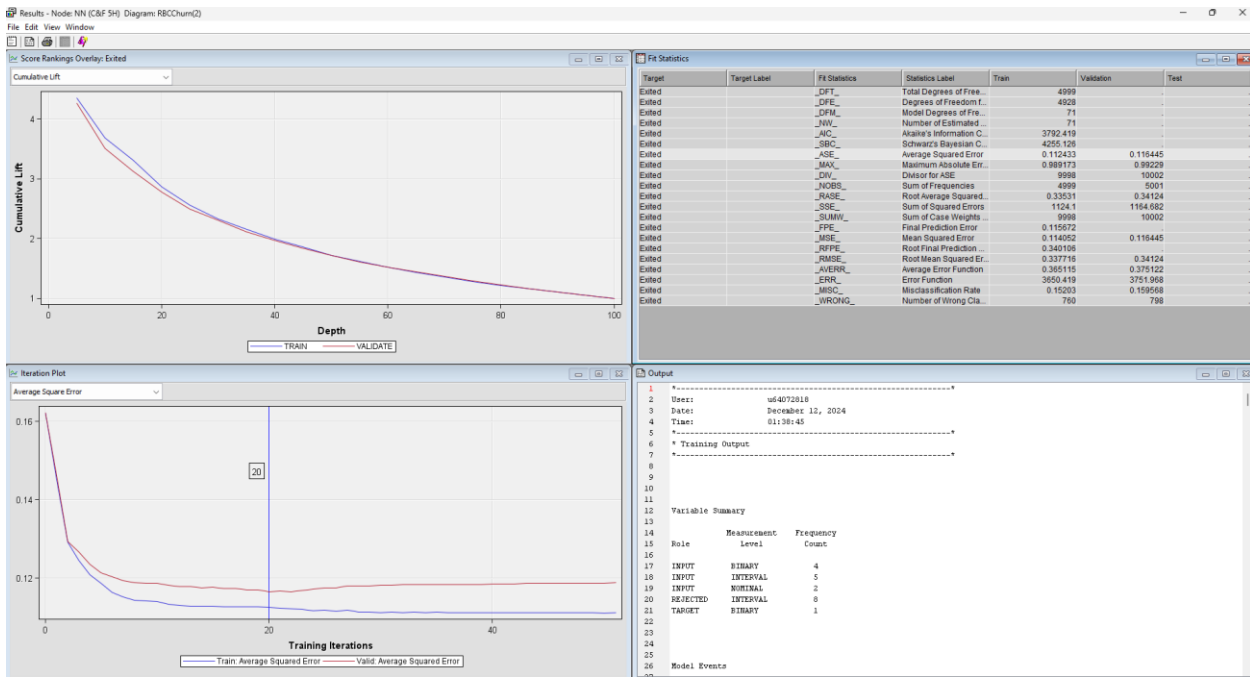 Results - Node: NN (C&F 5H) Diagram: RBCChurn(2)
File Edit View Window
Score Rankings Overlay: Exited
Cumulative Lift
Cumulative Lift
4
3
2
1
0 20 40 60 80 100
Depth
TRAIN VALIDATE
Fit Statistics
Target Target Label Fit Statistics Statistics Label Train Validation Test
Exited _DFT_ Total Degrees of Free... 4999 . .
Exited _DFE_ Degrees of Freedom f... 4928 . .
Exited _DFM_ Model Degrees of Fre... 71 . .
Exited _NW_ Number of Estimated ... 71 . .
Exited _AIC_ Akaike's Information C... 3792.419 . .
Exited _SBC_ Schwarz's Bayesian C... 4255.126 . .
Exited _ASE_ Average Squared Error 0.112433 0.116445 .
Exited _MAX_ Maximum Absolute Err... 0.989173 0.99229 .
Exited _DIV_ Divisor for ASE 9998 10002 .
Exited _NOBS_ Sum of Frequencies 4999 5001 .
Exited _RASE_ Root Average Squared... 0.33531 0.34124 .
Exited _SSE_ Sum of Squared Errors 1124.1 1164.682 .
Exited _SUMW_ Sum of Case Weights ... 9998 10002 .
Exited _FPE_ Final Prediction Error 0.115672 . .
Exited _MSE_ Mean Squared Error 0.114052 0.116445 .
Exited _RFPE_ Root Final Prediction ... 0.340106 . .
Exited _RMSE_ Root Mean Squared Er... 0.337716 0.34124 .
Exited _AVERR_ Average Error Function 0.365115 0.375122 .
Exited _ERR_ Error Function 3650.419 3751.968 .
Exited _MISC_ Misclassification Rate 0.15203 0.159568 .
Exited _WRONG_ Number of Wrong Cla... 760 798 .
Iteration Plot
Average Square Error
0.16
0.14
0.12
20
0 20 40
Training Iterations
Train: Average Squared Error Valid: Average Squared Error
Output
1 *------------------------------------------------------------*
2 User: u64072818
3 Date: December 12, 2024
4 Time: 01:38:45
5 *------------------------------------------------------------*
6 * Training Output
7 *------------------------------------------------------------*
8
9
10
11
12 Variable Summary
13
14 Measurement Frequency
15 Role Level Count
16
17 INPUT BINARY 4
18 INPUT INTERVAL 5
19 INPUT NOMINAL 2
20 REJECTED INTERVAL 8
21 TARGET BINARY 1
22
23
24
25
26 Model Events